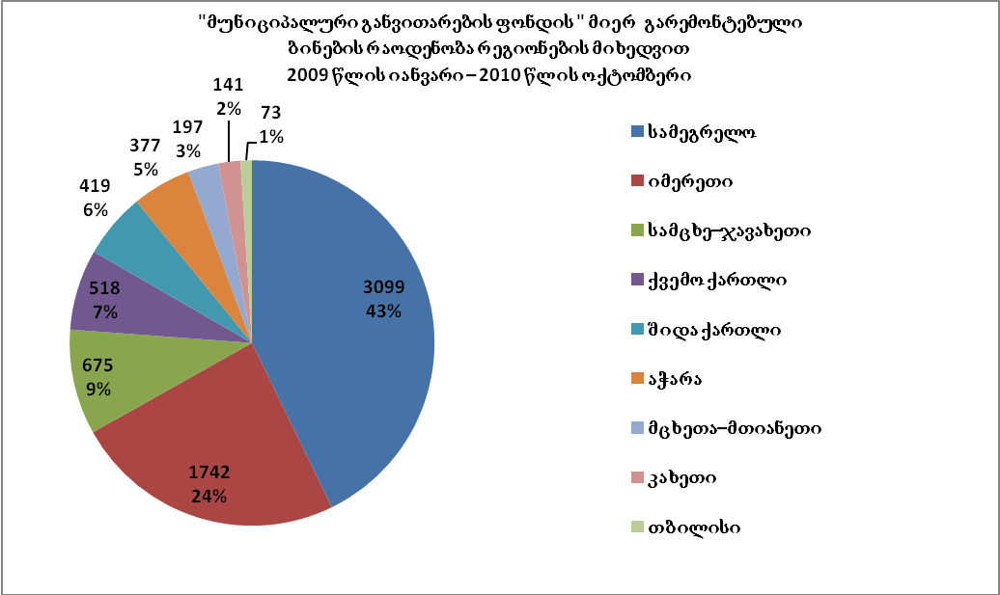 "მუნიციპალური განვითარების ფონდის " მიერ გარემონტებული
ბინების რაოდენობა რეგიონების მიხედვით
2009 წლის იანვარი – 2010 წლის ოქტომბერი
141
2%
73
1%
197
3%
377
5%
419
6%
518
7%
675
9%
1742
24%
3099
43%
სამეგრელო
იმერეთი
სამცხე–ჯავახეთი
ქვემო ქართლი
შიდა ქართლი
აჭარა
მცხეთა–მთიანეთი
კახეთი
თბილისი